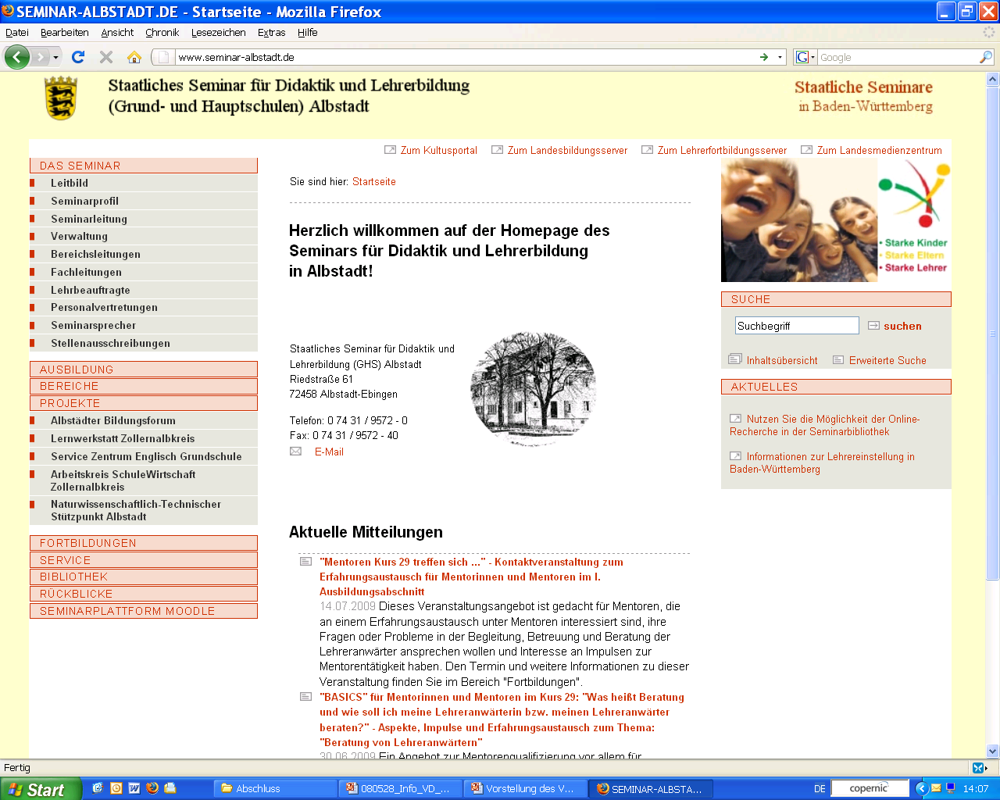 SEMINAR-ALBSTADT.DE - Startseite - Mozilla Firefox
Datei Bearbeiten Ansicht Chronik Lesezeichen Extras Hilfe
www.seminar-albstadt.de
Google
Staatliches Seminar für Didaktik und Lehrerbildung
(Grund- und Hauptschulen) Albstadt
Staatliche Seminare
in Baden-Württemberg
Zum Kultusportal Zum Landesbildungsserver Zum Lehrerfortbildungsserver Zum Landesmedienzentrum
DAS SEMINAR
Leitbild
Seminarprofil
Seminarleitung
Verwaltung
Bereichsleitungen
Fachleitungen
Lehrbeauftragte
Personalvertretungen
Seminarsprecher
Stellenausschreibungen
AUSBILDUNG
BEREICHE
PROJEKTE
Albstädter Bildungsforum
Lernwerkstatt Zollernalbkreis
Service Zentrum Englisch Grundschule
Arbeitskreis SchuleWirtschaft
Zollernalbkreis
Naturwissenschaftlich-Technischer
Stützpunkt Albstadt
FORTBILDUNGEN
SERVICE
BIBLIOTHEK
RÜCKBLICKE
SEMINARPLATTFORM MOODLE
Sie sind hier: Startseite
Herzlich willkommen auf der Homepage des
Seminars für Didaktik und Lehrerbildung
in Albstadt!
Staatliches Seminar für Didaktik und
Lehrerbildung (GHS) Albstadt
Riedstraße 61
72458 Albstadt-Ebingen
Telefon: 0 74 31 / 9572 - 0
Fax: 0 74 31 / 9572 - 40
E-Mail
Aktuelle Mitteilungen
"Mentoren Kurs 29 treffen sich ..." - Kontaktveranstaltung zum
Erfahrungsaustausch für Mentorinnen und Mentoren im I.
Ausbildungsabschnitt
14.07.2009 Dieses Veranstaltungsangebot ist gedacht für Mentoren, die
an einem Erfahrungsaustausch unter Mentoren interessiert sind, ihre
Fragen oder Probleme in der Begleitung, Betreuung und Beratung der
Lehreranwärter ansprechen wollen und Interesse an Impulsen zur
Mentorentätigkeit haben. Den Termin und weitere Informationen zu dieser
Veranstaltung finden Sie im Bereich "Fortbildungen".
"BASICS" für Mentorinnen und Mentoren im Kurs 29: "Was heißt Beratung
und wie soll ich meine Lehreranwärterin bzw. meinen Lehreranwärter
beraten?" - Aspekte, Impulse und Erfahrungsaustausch zum Thema:
"Beratung von Lehreranwärtern"
30.06.2009 Ein Angebot zur Mentorenqualifizierung vor allem für
• Starke Kinder
• Starke Eltern
• Starke Lehrer
SUCHE
Suchbegriff suchen
Inhaltsübersicht Erweiterte Suche
AKTUELLES
Nutzen Sie die Möglichkeit der Online-
Recherche in der Seminarbibliothek
Informationen zur Lehrereinstellung in
Baden-Württemberg
Fertig
Start Abschluss 080528_Info_VD_... Vorstellung des V... SEMINAR-ALBSTA... DE copernic 14:07